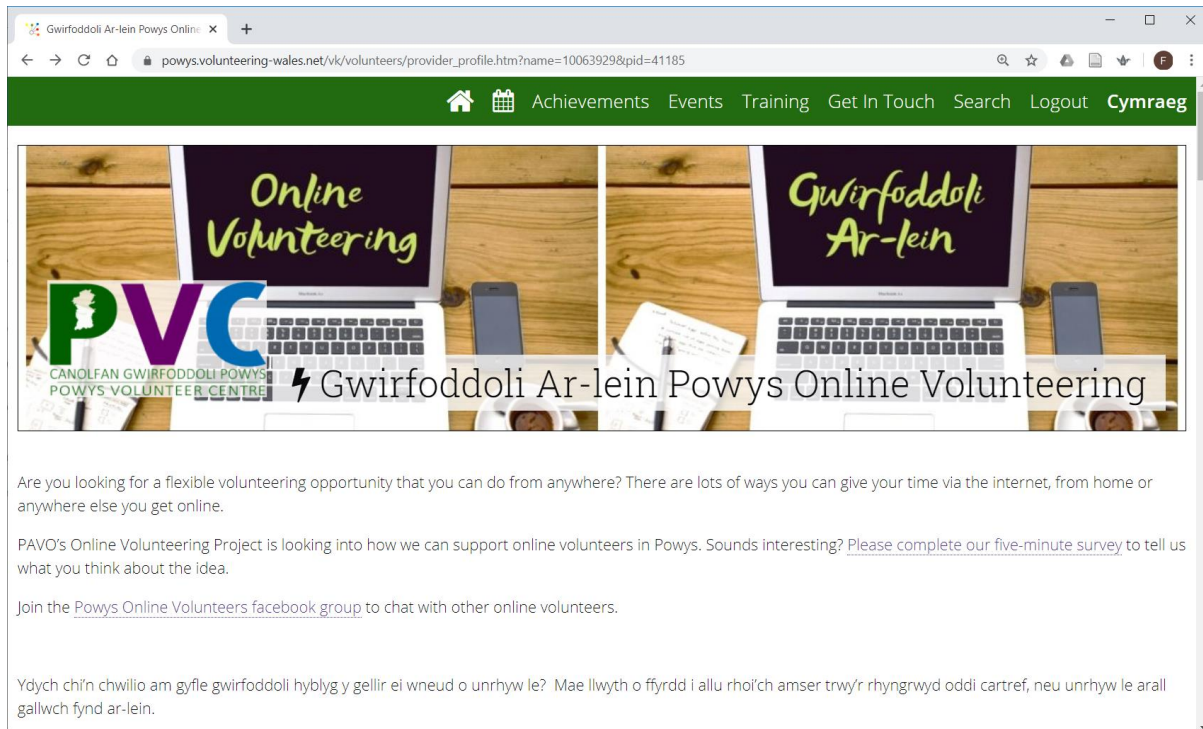 Gwirfoddoli Ar-lein Powys Online
powys.volunteering-wales.net/vk/volunteers/provider_profile.htm?name=10063929&pid=41185
F
Achievements Events Training Get In Touch Search Logout Cymraeg
Online
Volunteering
Gwirfoddoli
Ar-lein
PVC
CANOLFAN GWIRFODDOLI POWYS
POWYS VOLUNTEER CENTRE
Gwirfoddoli Ar-lein Powys Online Volunteering
Are you looking for a flexible volunteering opportunity that you can do from anywhere? There are lots of ways you can give your time via the internet, from home or
anywhere else you get online.
PAVO's Online Volunteering Project is looking into how we can support online volunteers in Powys. Sounds interesting? Please complete our five-minute survey to tell us
what you think about the idea.
Join the Powys Online Volunteers facebook group to chat with other online volunteers.
Ydych chi'n chwilio am gyfle gwirfoddoli hyblyg y gellir ei wneud o unrhyw le? Mae llwyth o ffyrdd i allu rhoi'ch amser trwy'r rhyngrwyd oddi cartref, neu unrhyw le arall
gallwch fynd ar-lein.